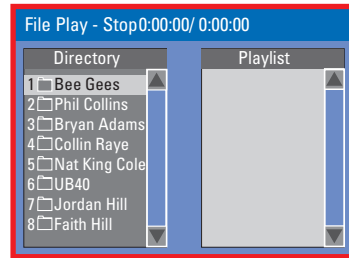 File Play - Stop0:00:00/ 0:00:00
Directory
1 Bee Gees
2 Phil Collins
3 Bryan Adams
4 Collin Raye
5 Nat King Cole
6 UB40
7 Jordan Hill
8 Faith Hill
Playlist